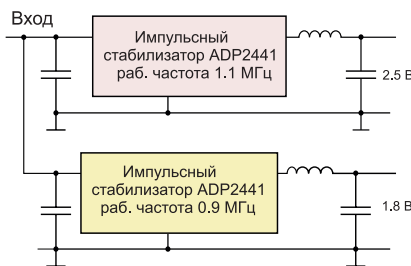 Вход
Импульсный
стабилизатор ADP2441
раб. частота 1.1 МГц
2.5 В
Импульсный
стабилизатор ADP2441
раб. частота 0.9 МГц
1.8 В